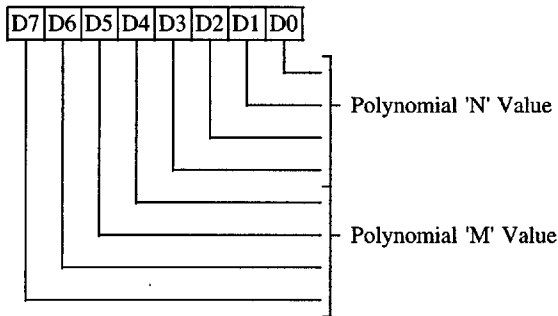 D7 D6 D5 D4 D3 D2 D1 D0
Polynomial 'N' Value
Polynomial 'M' Value